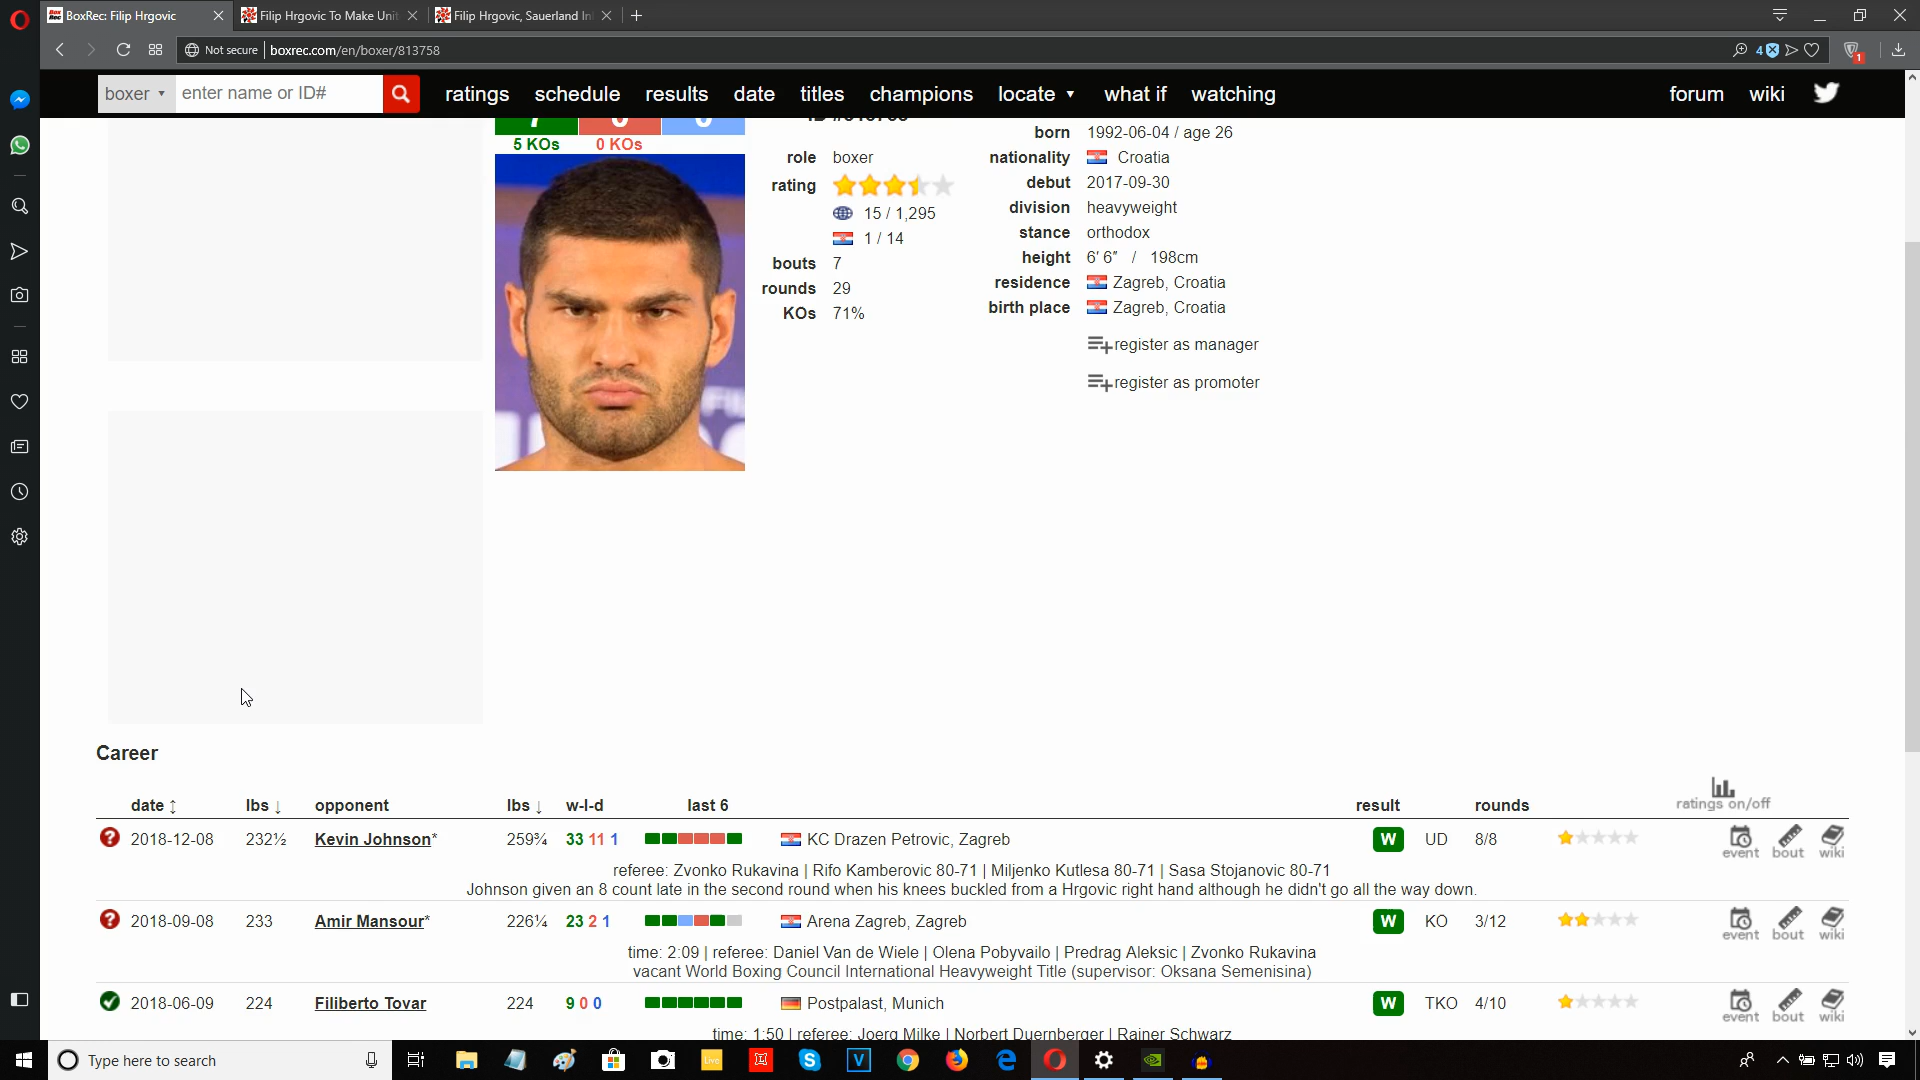 BoxRec: Filip Hrgovic
Filip Hrgovic To Make Unit
Filip Hrgovic, Sauerland In
Not secure | boxrec.com/en/boxer/813758
4
1
boxer enter name or ID# ratings schedule results date titles champions locate what if watching forum wiki
5 KOs 0 KOs
role boxer
rating
15 / 1,295
1 / 14
bouts 7
rounds 29
KOs 71%
born 1992-06-04 / age 26
nationality Croatia
debut 2017-09-30
division heavyweight
stance orthodox
height 6′ 6″ / 198cm
residence Zagreb, Croatia
birth place Zagreb, Croatia
register as manager
register as promoter
Career
ratings on/off
date lbs opponent lbs w-l-d last 6 result rounds
2018-12-08 232½ Kevin Johnson* 259¾ 33 11 1 KC Drazen Petrovic, Zagreb W UD 8/8 event bout wiki
referee: Zvonko Rukavina | Rifo Kamberovic 80-71 | Miljenko Kutlesa 80-71 | Sasa Stojanovic 80-71
Johnson given an 8 count late in the second round when his knees buckled from a Hrgovic right hand although he didn't go all the way down.
2018-09-08 233 Amir Mansour* 226¼ 23 2 1 Arena Zagreb, Zagreb W KO 3/12 event bout wiki
time: 2:09 | referee: Daniel Van de Wiele | Olena Pobyvailo | Predrag Aleksic | Zvonko Rukavina
vacant World Boxing Council International Heavyweight Title (supervisor: Oksana Semenisina)
2018-06-09 224 Filiberto Tovar 224 9 0 0 Postpalast, Munich W TKO 4/10 event bout wiki
time: 1:50 | referee: Joerg Milke | Norbert Duernberger | Rainer Schwarz
Type here to search